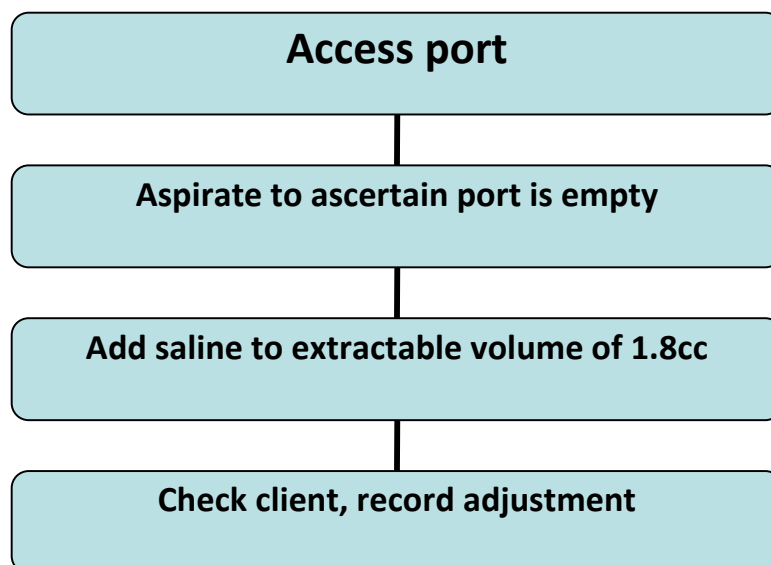 Access port
Aspirate to ascertain port is empty
Add saline to extractable volume of 1.8cc
Check client, record adjustment